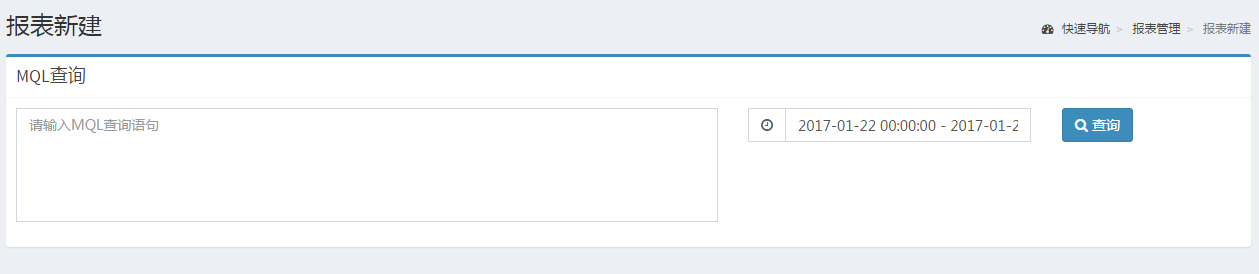 报表新建
快速导航 > 报表管理 > 报表新建
MQL查询
请输入MQL查询语句
2017-01-22 00:00:00 - 2017-01-2
查询